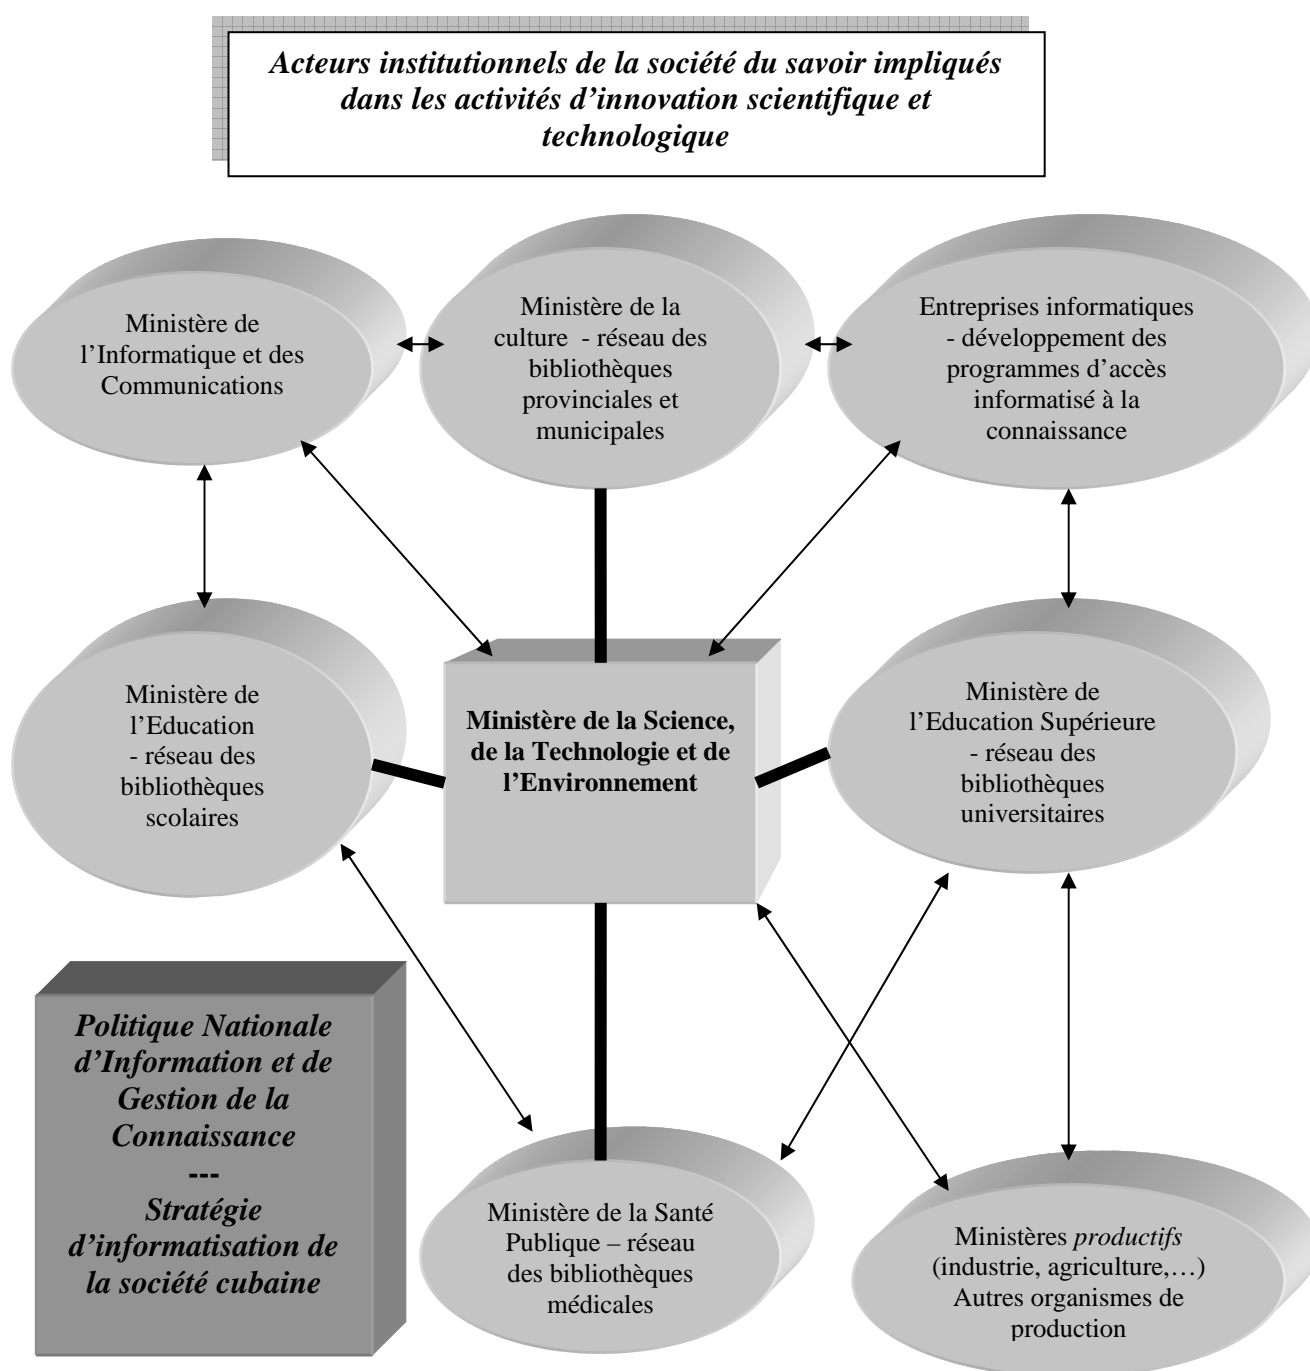 Acteurs institutionnels de la société du savoir impliqués
dans les activités d’innovation scientifique et
technologique
Ministère de
l’Informatique et des
Communications
Ministère de la
culture - réseau des
bibliothèques
provinciales et
municipales
Entreprises informatiques
- développement des
programmes d’accès
informatisé à la
connaissance
Ministère de
l’Education
- réseau des
bibliothèques
scolaires
Ministère de la Science,
de la Technologie et de
l’Environnement
Ministère de
l’Education Supérieure
- réseau des
bibliothèques
universitaires
Politique Nationale
d’Information et de
Gestion de la
Connaissance
---
Stratégie
d’informatisation de
la société cubaine
Ministère de la Santé
Publique – réseau
des bibliothèques
médicales
Ministères productifs
(industrie, agriculture,…)
Autres organismes de
production